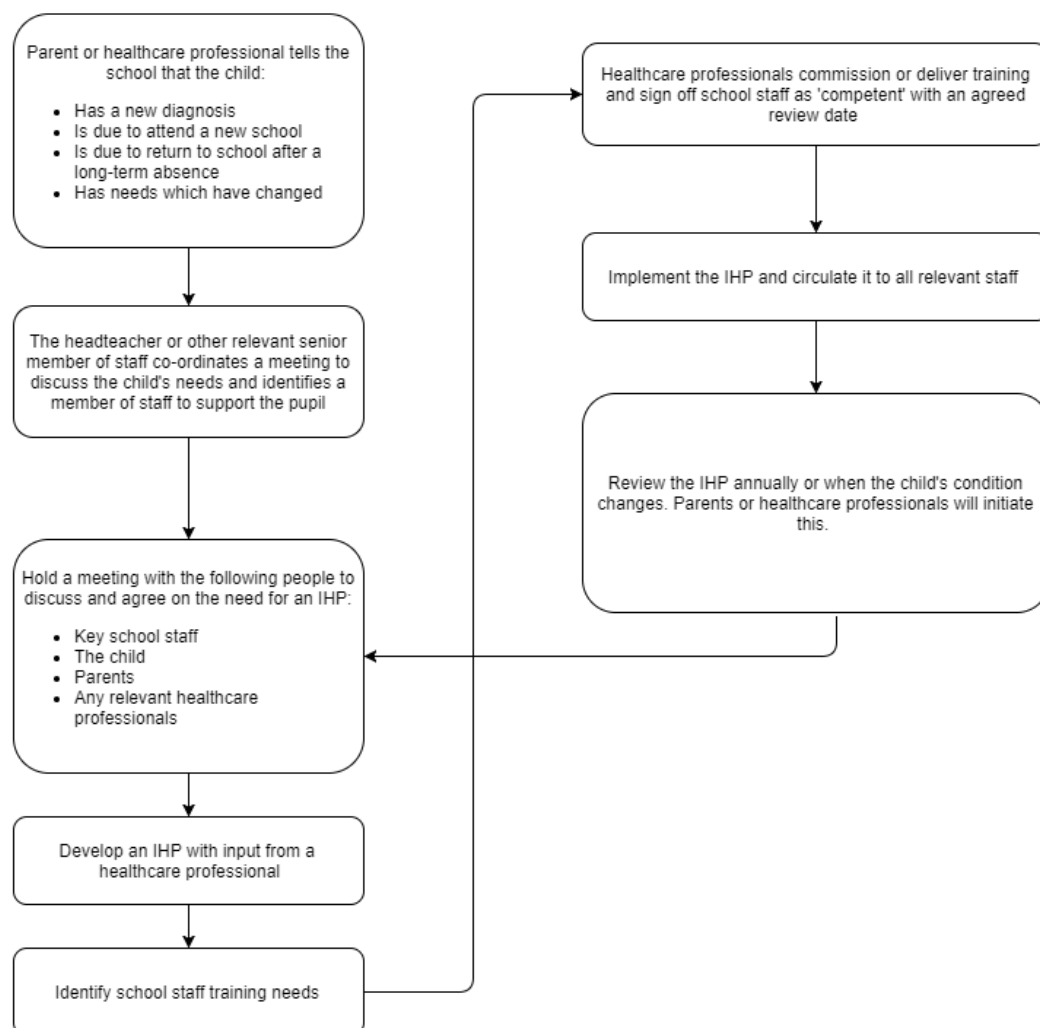 Parent or healthcare professional tells the
school that the child:
• Has a new diagnosis
• Is due to attend a new school
• Is due to return to school after a
long-term absence
• Has needs which have changed
The headteacher or other relevant senior
member of staff co-ordinates a meeting to
discuss the child's needs and identifies a
member of staff to support the pupil
Hold a meeting with the following people to
discuss and agree on the need for an IHP:
• Key school staff
• The child
• Parents
• Any relevant healthcare
professionals
Develop an IHP with input from a
healthcare professional
Identify school staff training needs
Healthcare professionals commission or deliver training
and sign off school staff as 'competent' with an agreed
review date
Implement the IHP and circulate it to all relevant staff
Review the IHP annually or when the child's condition
changes. Parents or healthcare professionals will initiate
this.